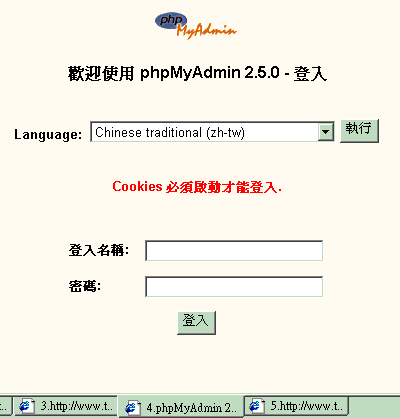 php
MyAdmin
歡迎使用 phpMyAdmin 2.5.0 - 登入
Language: Chinese traditional (zh-tw) 執行
Cookies 必須啟動才能登入.
登入名稱:
密碼:
登入
t.. 3.http://www.t.. 4.phpMyAdmin 2.. 5.http://www.t..